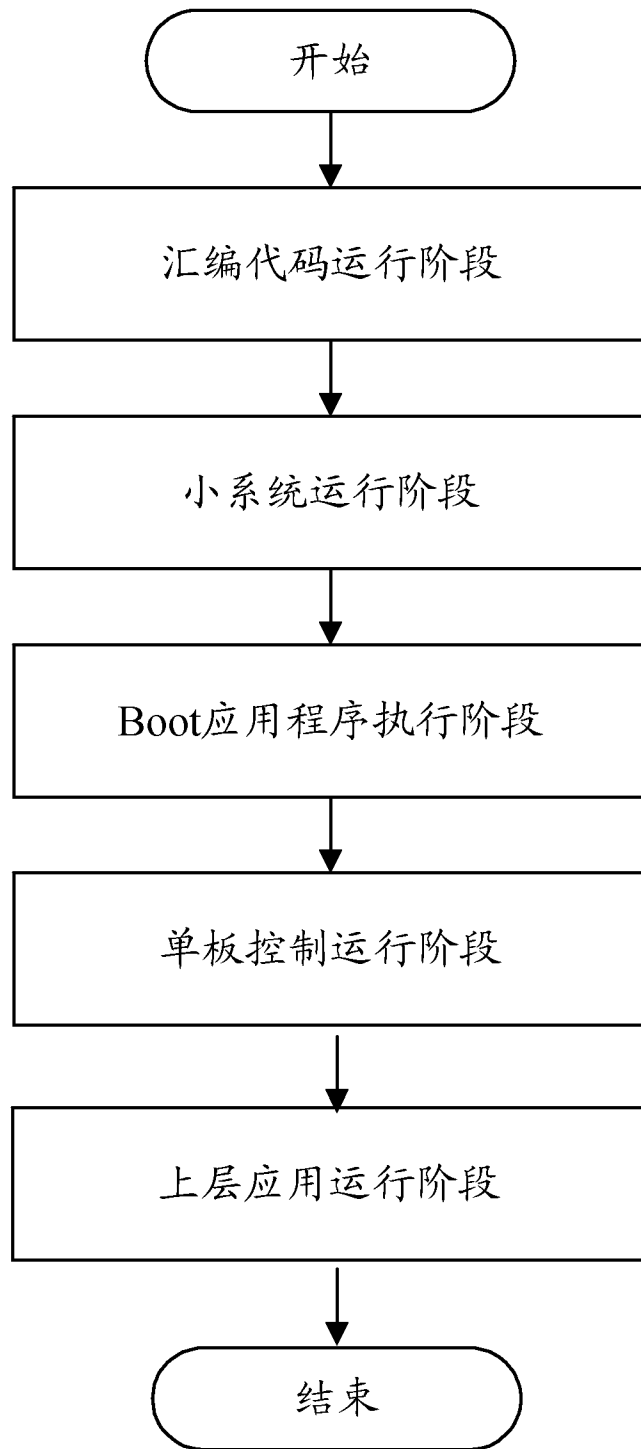 开始
汇编代码运行阶段
小系统运行阶段
Boot应用程序执行阶段
单板控制运行阶段
上层应用运行阶段
结束